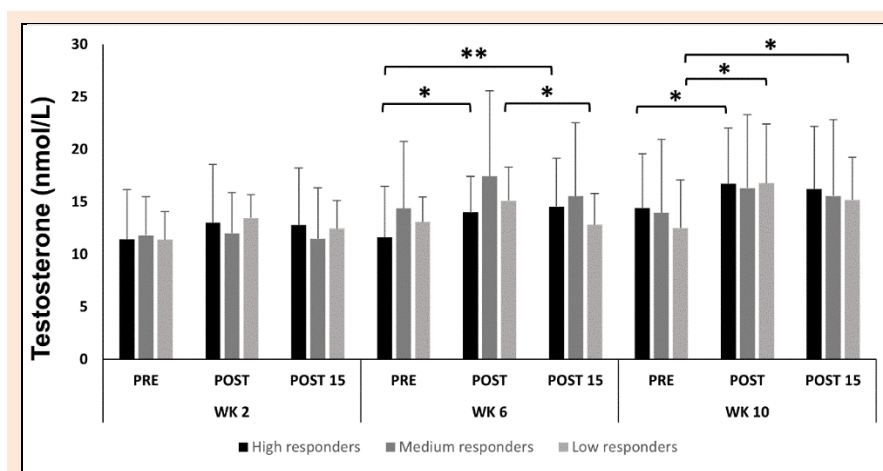 30
25
20
15
10
5
0
Testosterone (nmol/L)
** * * * * *
PRE POST POST 15 PRE POST POST 15 PRE POST POST 15
WK 2 WK 6 WK 10
High responders Medium responders Low responders